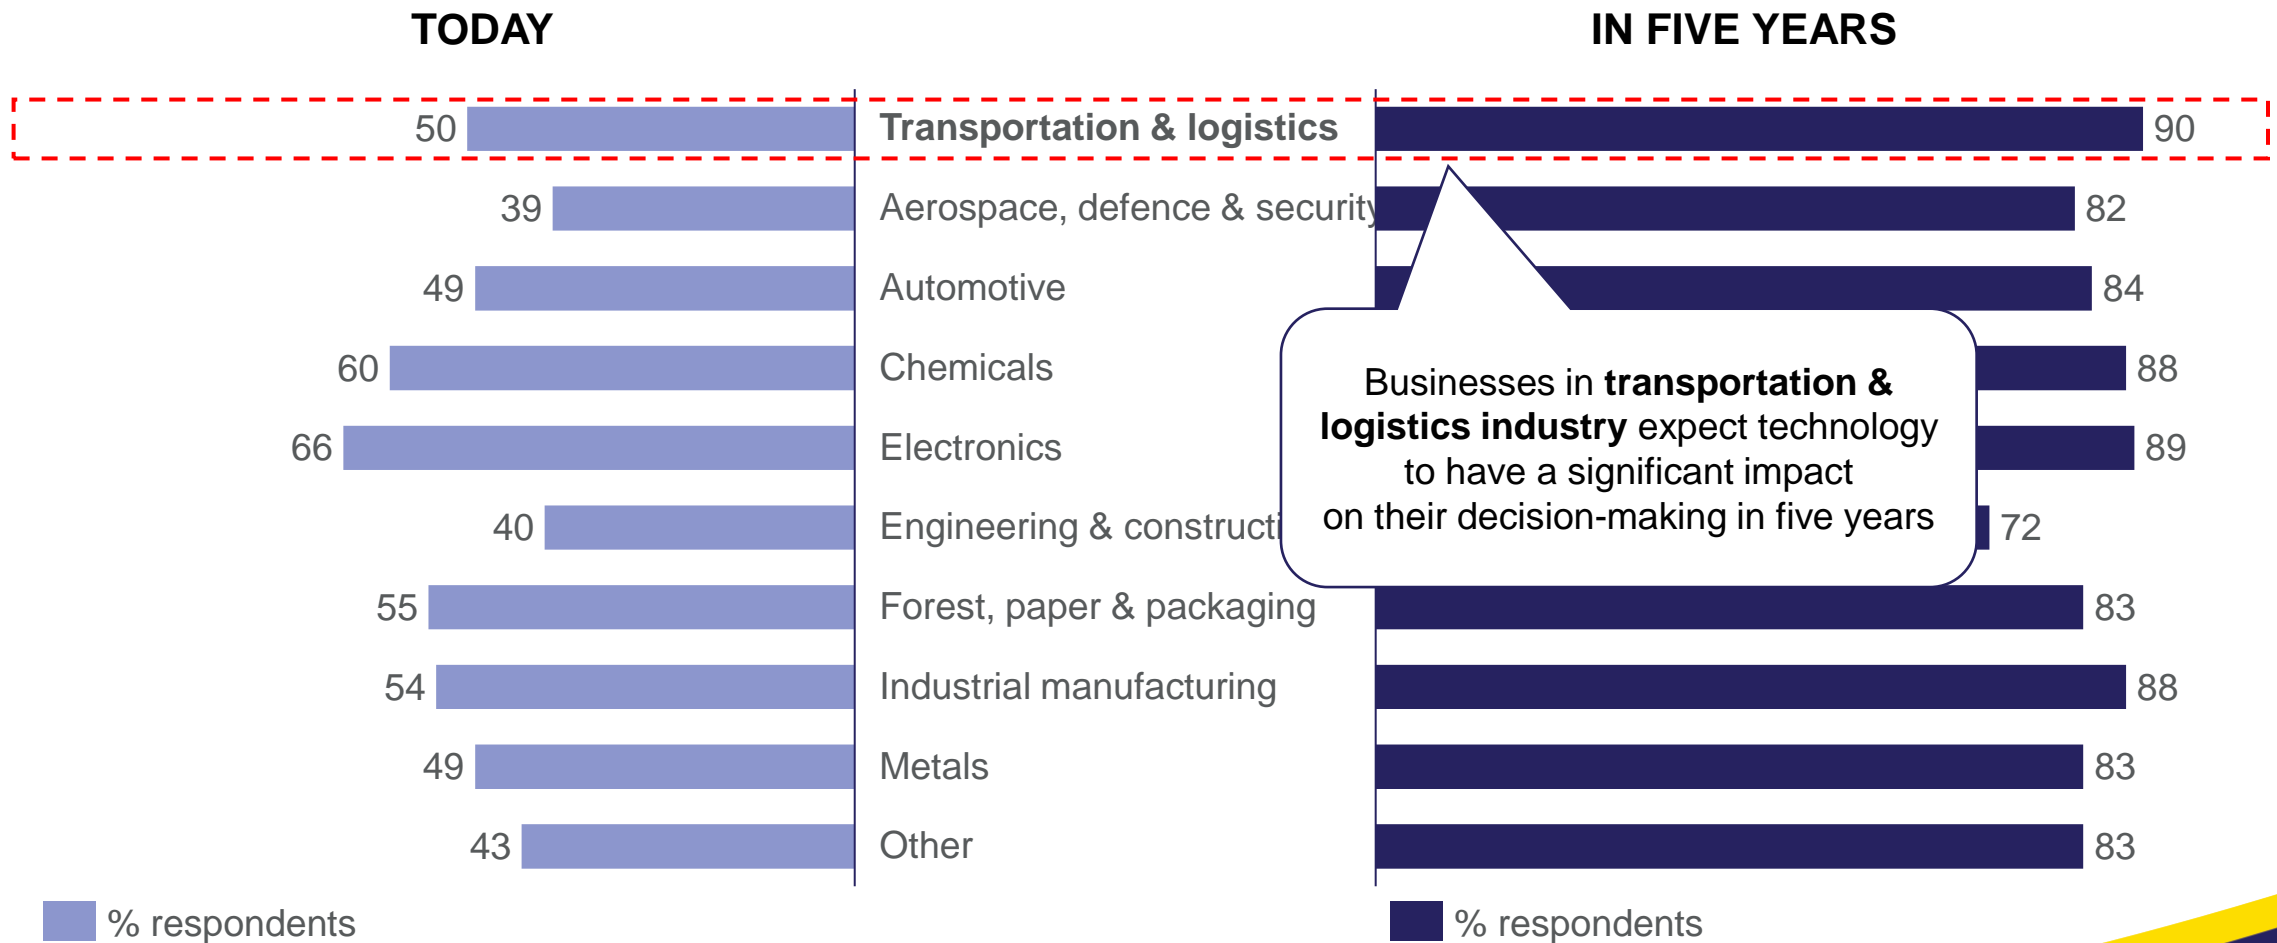 TODAY
IN FIVE YEARS
50 Transportation & logistics 90
39 Aerospace, defence & security 82
49 Automotive 84
60 Chemicals 88
66 Electronics 89
40 Engineering & constructi 72
55 Forest, paper & packaging 83
54 Industrial manufacturing 88
49 Metals 83
43 Other 83
Businesses in transportation &
logistics industry expect technology
to have a significant impact
on their decision-making in five years
% respondents
% respondents